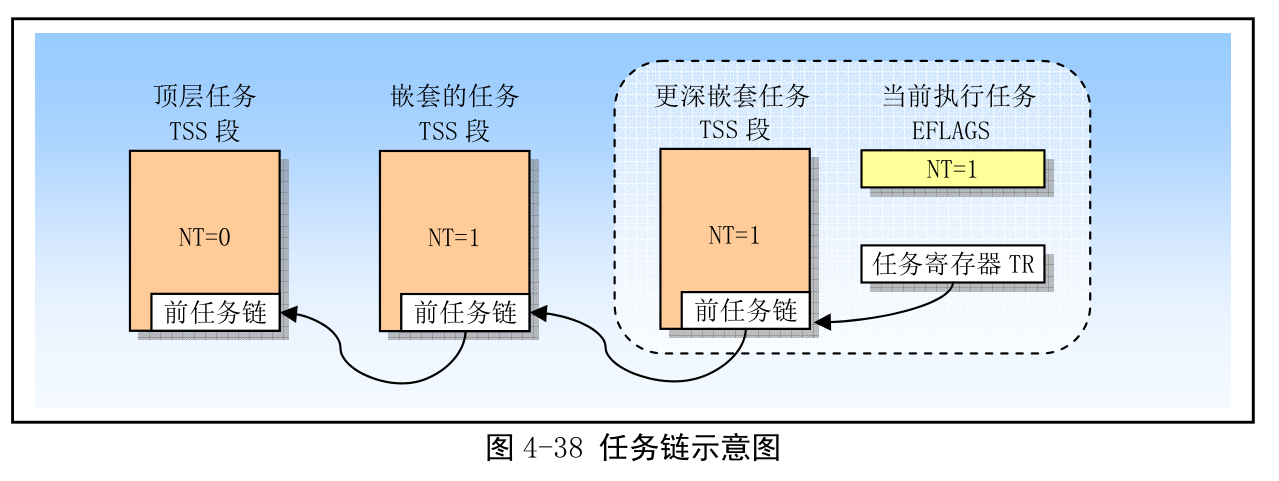 顶层任务
TSS 段
NT=0
前任务链
嵌套的任务
TSS 段
NT=1
前任务链
更深嵌套任务
TSS 段
NT=1
前任务链
当前执行任务
EFLAGS
NT=1
任务寄存器 TR
图 4-38 任务链示意图